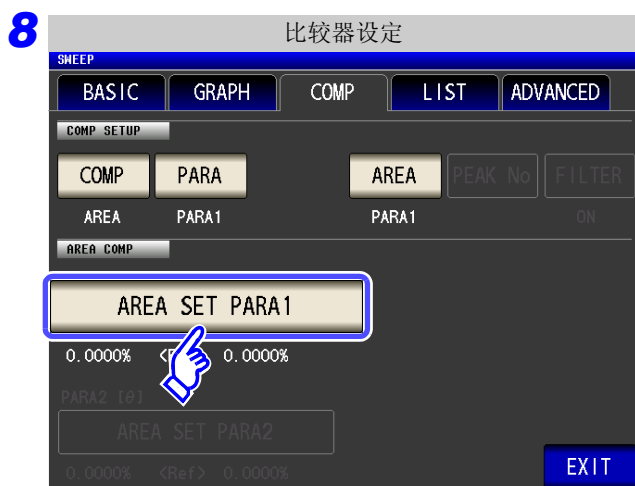 8
比较器设定
SWEEP
BASIC GRAPH COMP LIST ADVANCED
COMP SETUP
COMP PARA AREA PEAK No FILTER
AREA PARA1 PARA1 ON
AREA COMP
AREA SET PARA1
0.0000% 0.0000%
PARA2 [θ]
AREA SET PARA2
0.0000% <Ref> 0.0000%
EXIT